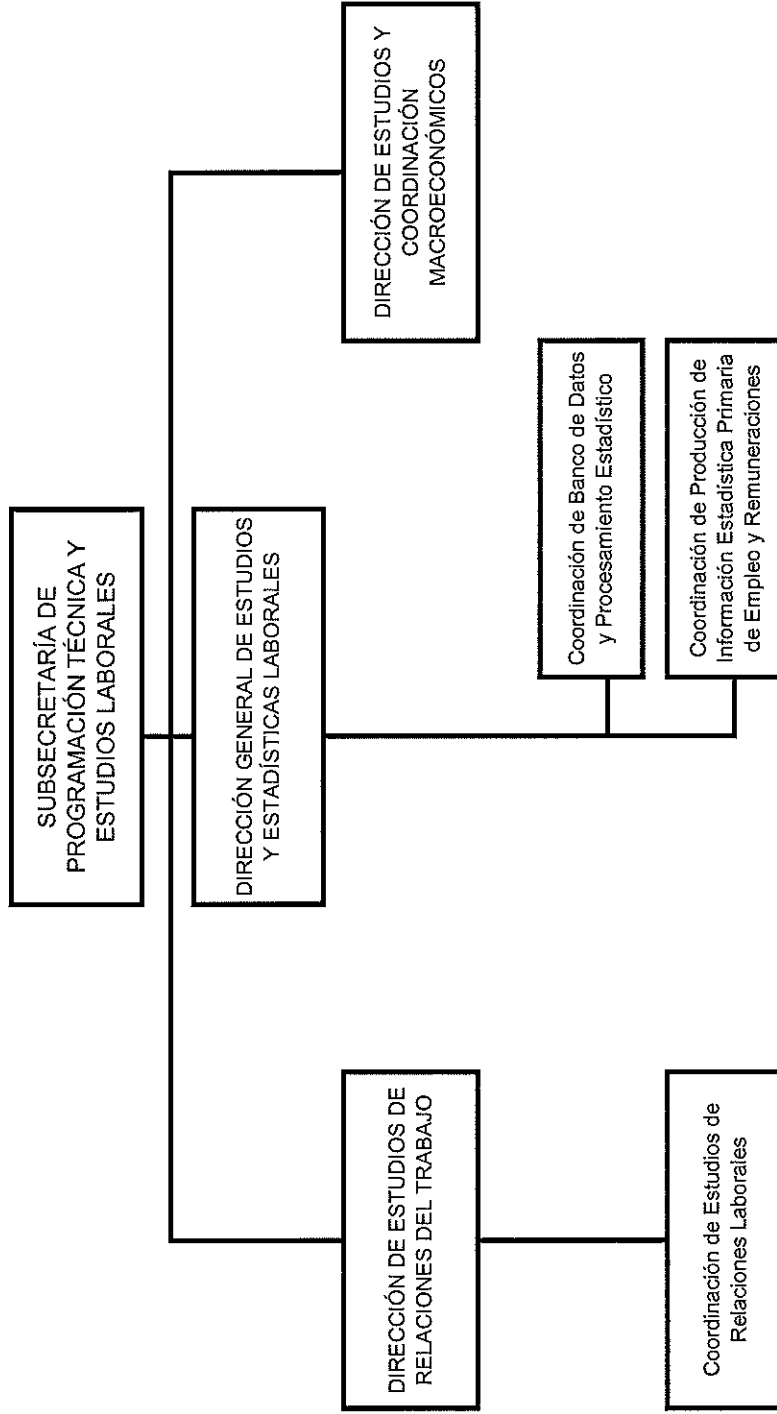 SUBSECRETARÍA DE
PROGRAMACIÓN TÉCNICA Y
ESTUDIOS LABORALES
DIRECCIÓN GENERAL DE ESTUDIOS
Y ESTADÍSTICAS LABORALES
DIRECCIÓN DE ESTUDIOS DE
RELACIONES DEL TRABAJO
DIRECCIÓN DE ESTUDIOS Y
COORDINACIÓN
MACROECONÓMICOS
Coordinación de Banco de Datos
y Procesamiento Estadístico
Coordinación de Estudios de
Relaciones Laborales
Coordinación de Producción de
Información Estadística Primaria
de Empleo y Remuneraciones